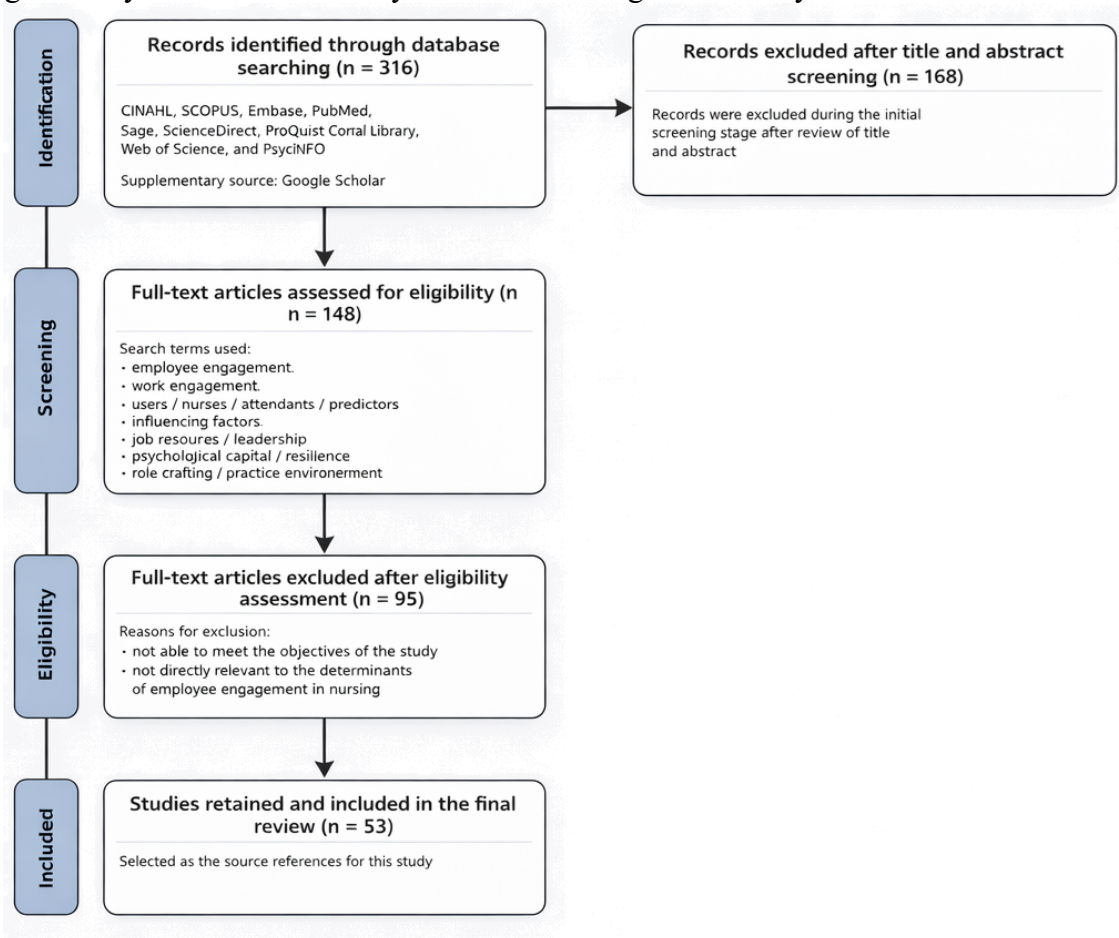 Identification
Records identified through database
searching (n = 316)
CINAHL, SCOPUS, Embase, PubMed,
Sage, ScienceDirect, ProQuist Corral Library,
Web of Science, and PsyciNFO
Supplementary source: Google Scholar
Records excluded after title and abstract
screening (n = 168)
Records were excluded during the initial
screening stage after review of title
and abstract
Screening
Full-text articles assessed for eligibility (n
n = 148)
Search terms used:
• employee engagement.
• work engagement.
• users / nurses / attendants / predictors
• influencing factors.
• job resoures / leadership
• psychological capital / resilience
• role crafting / practice environerment
Eligibility
Full-text articles excluded after eligibility
assessment (n = 95)
Reasons for exclusion:
• not able to meet the objectives of the study
• not directly relevant to the determinants
of employee engagement in nursing
Included
Studies retained and included in the final
review (n = 53)
Selected as the source references for this study